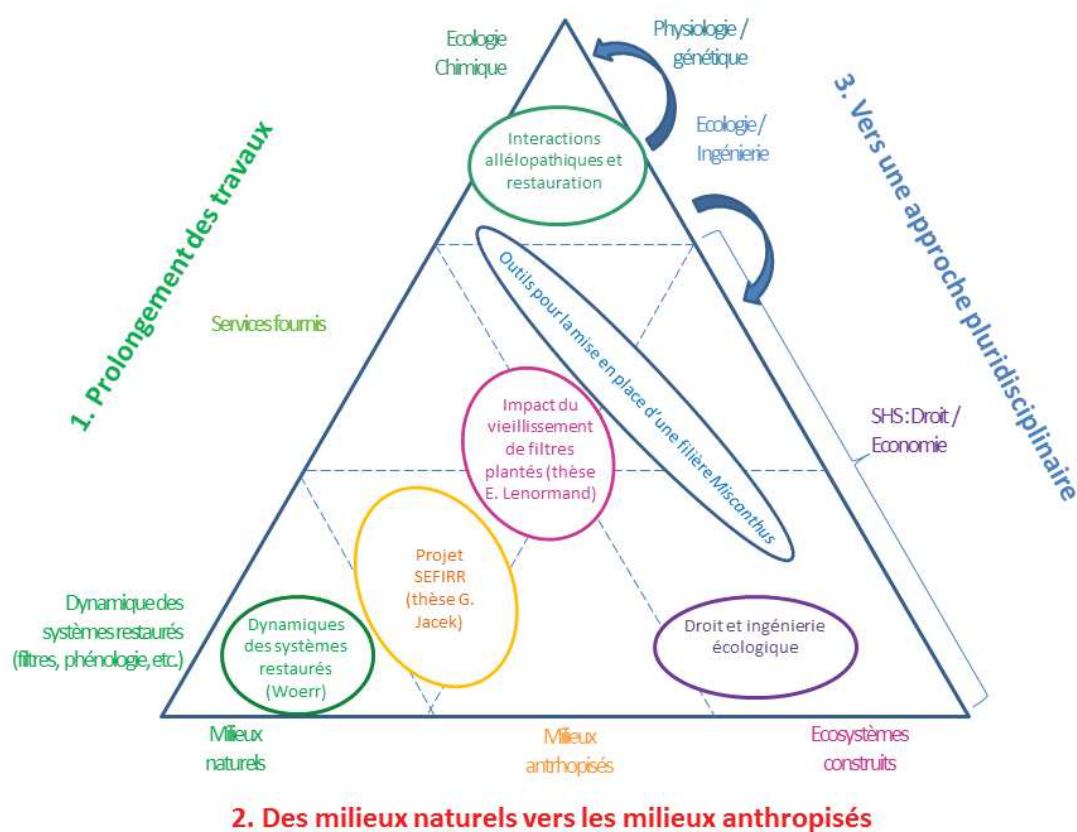 Ecologie
Chimique
Physiologie /
génétique
Ecologie /
Ingénierie
Interactions
allélopathiques et
restauration
1. Prolongement des travaux
3. Vers une approche pluridisciplinaire
Outils pour la mise en place d'une filière Miscanthus
Services fournis
Impact du
vieillissement
de filtres
plantés (thèse
E. Lenormand)
SHS : Droit /
Economie
Projet
SEFIRR
(thèse G.
Jacek)
Dynamique des
systèmes restaurés
(filtres, phénologie, etc.)
Dynamiques
des systèmes
restaurés
(Woerr)
Droit et ingénierie
écologique
Milieux
naturels
Milieux
antrhopisés
Ecosystèmes
construits
2. Des milieux naturels vers les milieux anthropisés